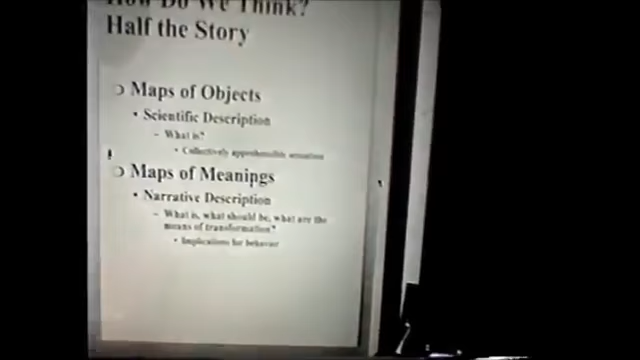 How Do We Think?
Half the Story
Maps of Objects
• Scientific Description
– What is?
• Collectively apprehensible sensation
Maps of Meanings
• Narrative Description
– What is, what should be, what are the
means of transformation?
• Implications for behavior